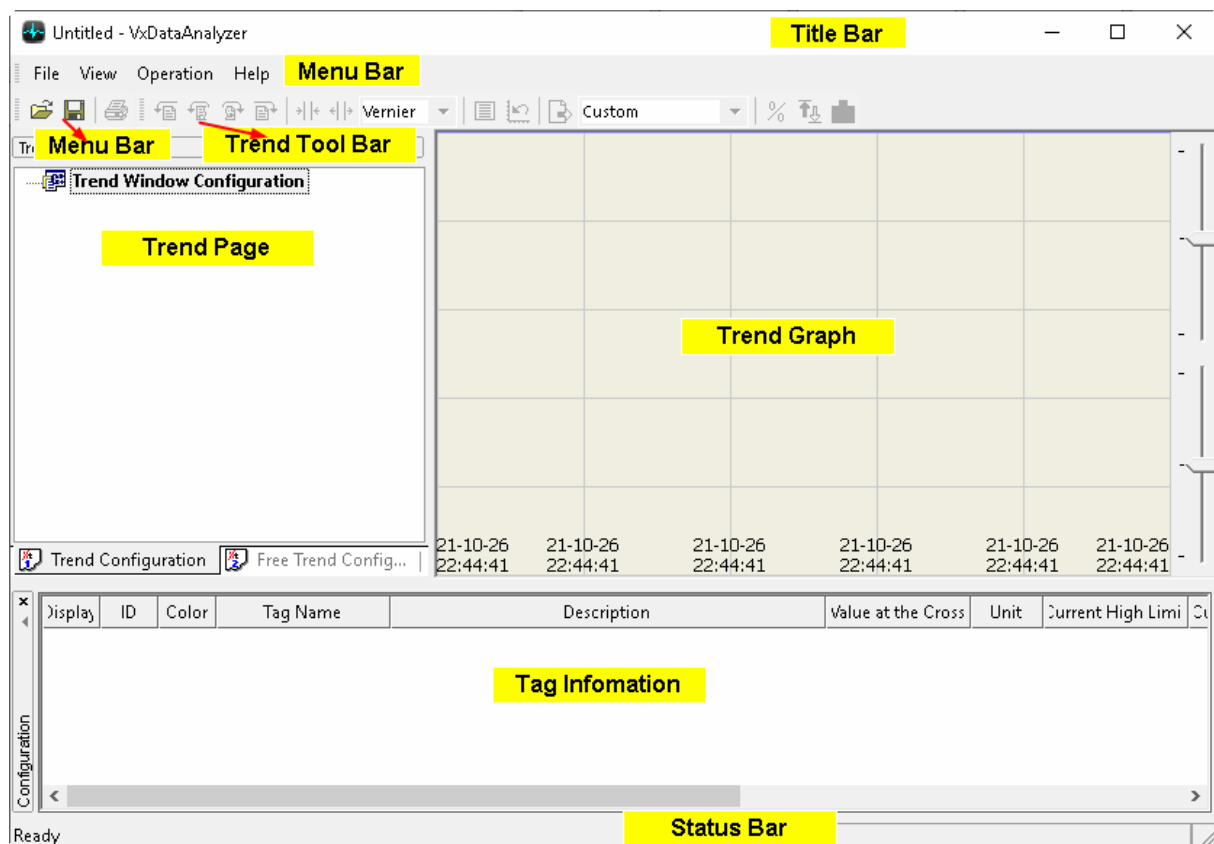 Untitled - VxDataAnalyzer Title Bar
File View Operation Help Menu Bar
Vernier Custom %
Menu Bar Trend Tool Bar
Trend Window Configuration
Trend Page
Trend Graph
21-10-26 21-10-26 21-10-26 21-10-26 21-10-26 21-10-26
22:44:41 22:44:41 22:44:41 22:44:41 22:44:41 22:44:41
Trend Configuration Free Trend Config...
Display ID Color Tag Name Description Value at the Cross Unit Current High Limi
Tag Infomation
Configuration
Status Bar
Ready